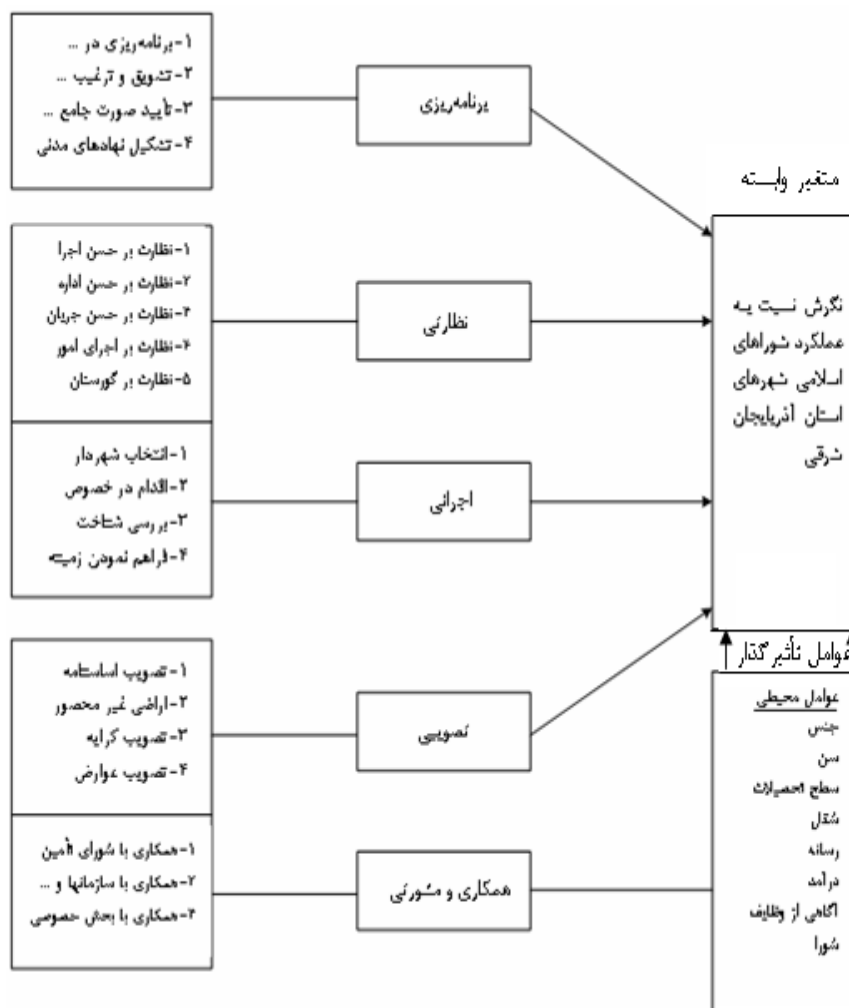 ۱-برنامه‌ریزی در ...
۲-تشویق و ترغیب ...
۳-تأیید صورت جامع ...
۴-تشکیل نهادهای مدنی
برنامه‌ریزی
متغیر وابسته
۱-نظارت بر حسن اجرا
۲-نظارت بر حسن اداره
۳-نظارت بر حسن جریان
۴-نظارت بر اجرای امور
۵-نظارت بر گورستان
نظارتی
نگرش نسبت به
عملکرد شوراهای
اسلامی شهرهای
استان آذربایجان
شرقی
۱-انتخاب شهردار
۲-اقدام در خصوص
۳-بررسی شناخت
۴-فراهم نمودن زمینه
اجرائی
۱-تصویب اساسنامه
۲-اراضی غیر محصور
۳-تصویب کرایه
۴-تصویب عوارض
تصویبی
عوامل تأثیرگذار
عوامل محیطی
جنس
سن
سطح تحصیلات
شغل
رسانه
درآمد
آگاهی از وظایف
شورا
۱-همکاری با شورای تأمین
۲-همکاری با سازمانها و ...
۳-همکاری با بخش خصوصی
همکاری و مشورتی